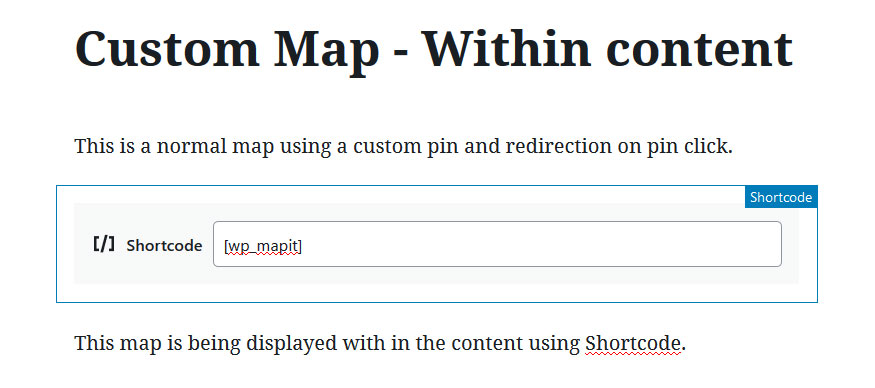 Custom Map - Within content
This is a normal map using a custom pin and redirection on pin click.
Shortcode
[/] Shortcode [wp_mapit]
This map is being displayed with in the content using Shortcode.